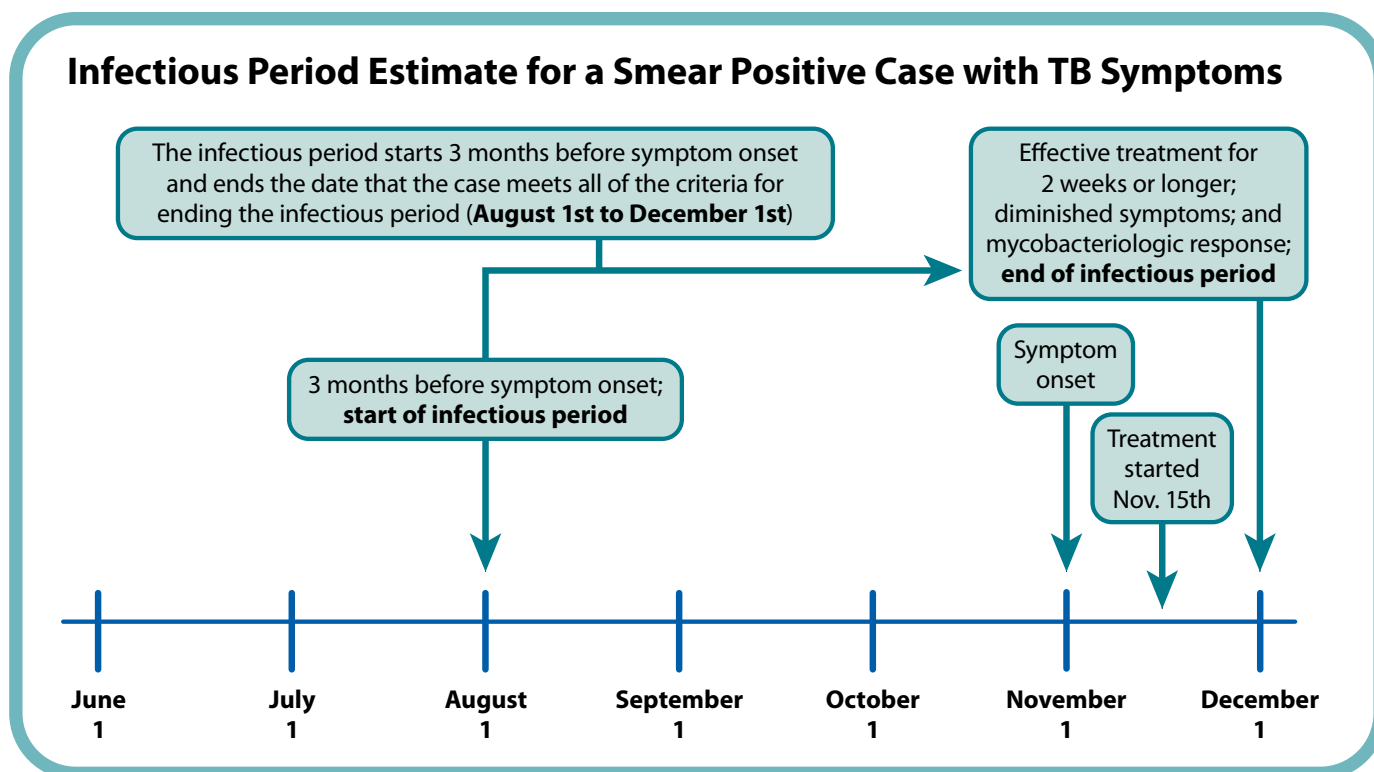 Infectious Period Estimate for a Smear Positive Case with TB Symptoms
The infectious period starts 3 months before symptom onset
and ends the date that the case meets all of the criteria for
ending the infectious period (August 1st to December 1st)
Effective treatment for
2 weeks or longer;
diminished symptoms; and
mycobacteriologic response;
end of infectious period
3 months before symptom onset;
start of infectious period
Symptom
onset
Treatment
started
Nov. 15th
June
1
July
1
August
1
September
1
October
1
November
1
December
1